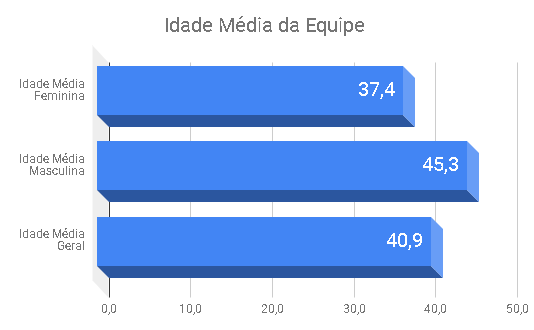 Idade Média da Equipe
Idade Média
Feminina
37,4
Idade Média
Masculina
45,3
Idade Média
Geral
40,9
0,0 10,0 20,0 30,0 40,0 50,0